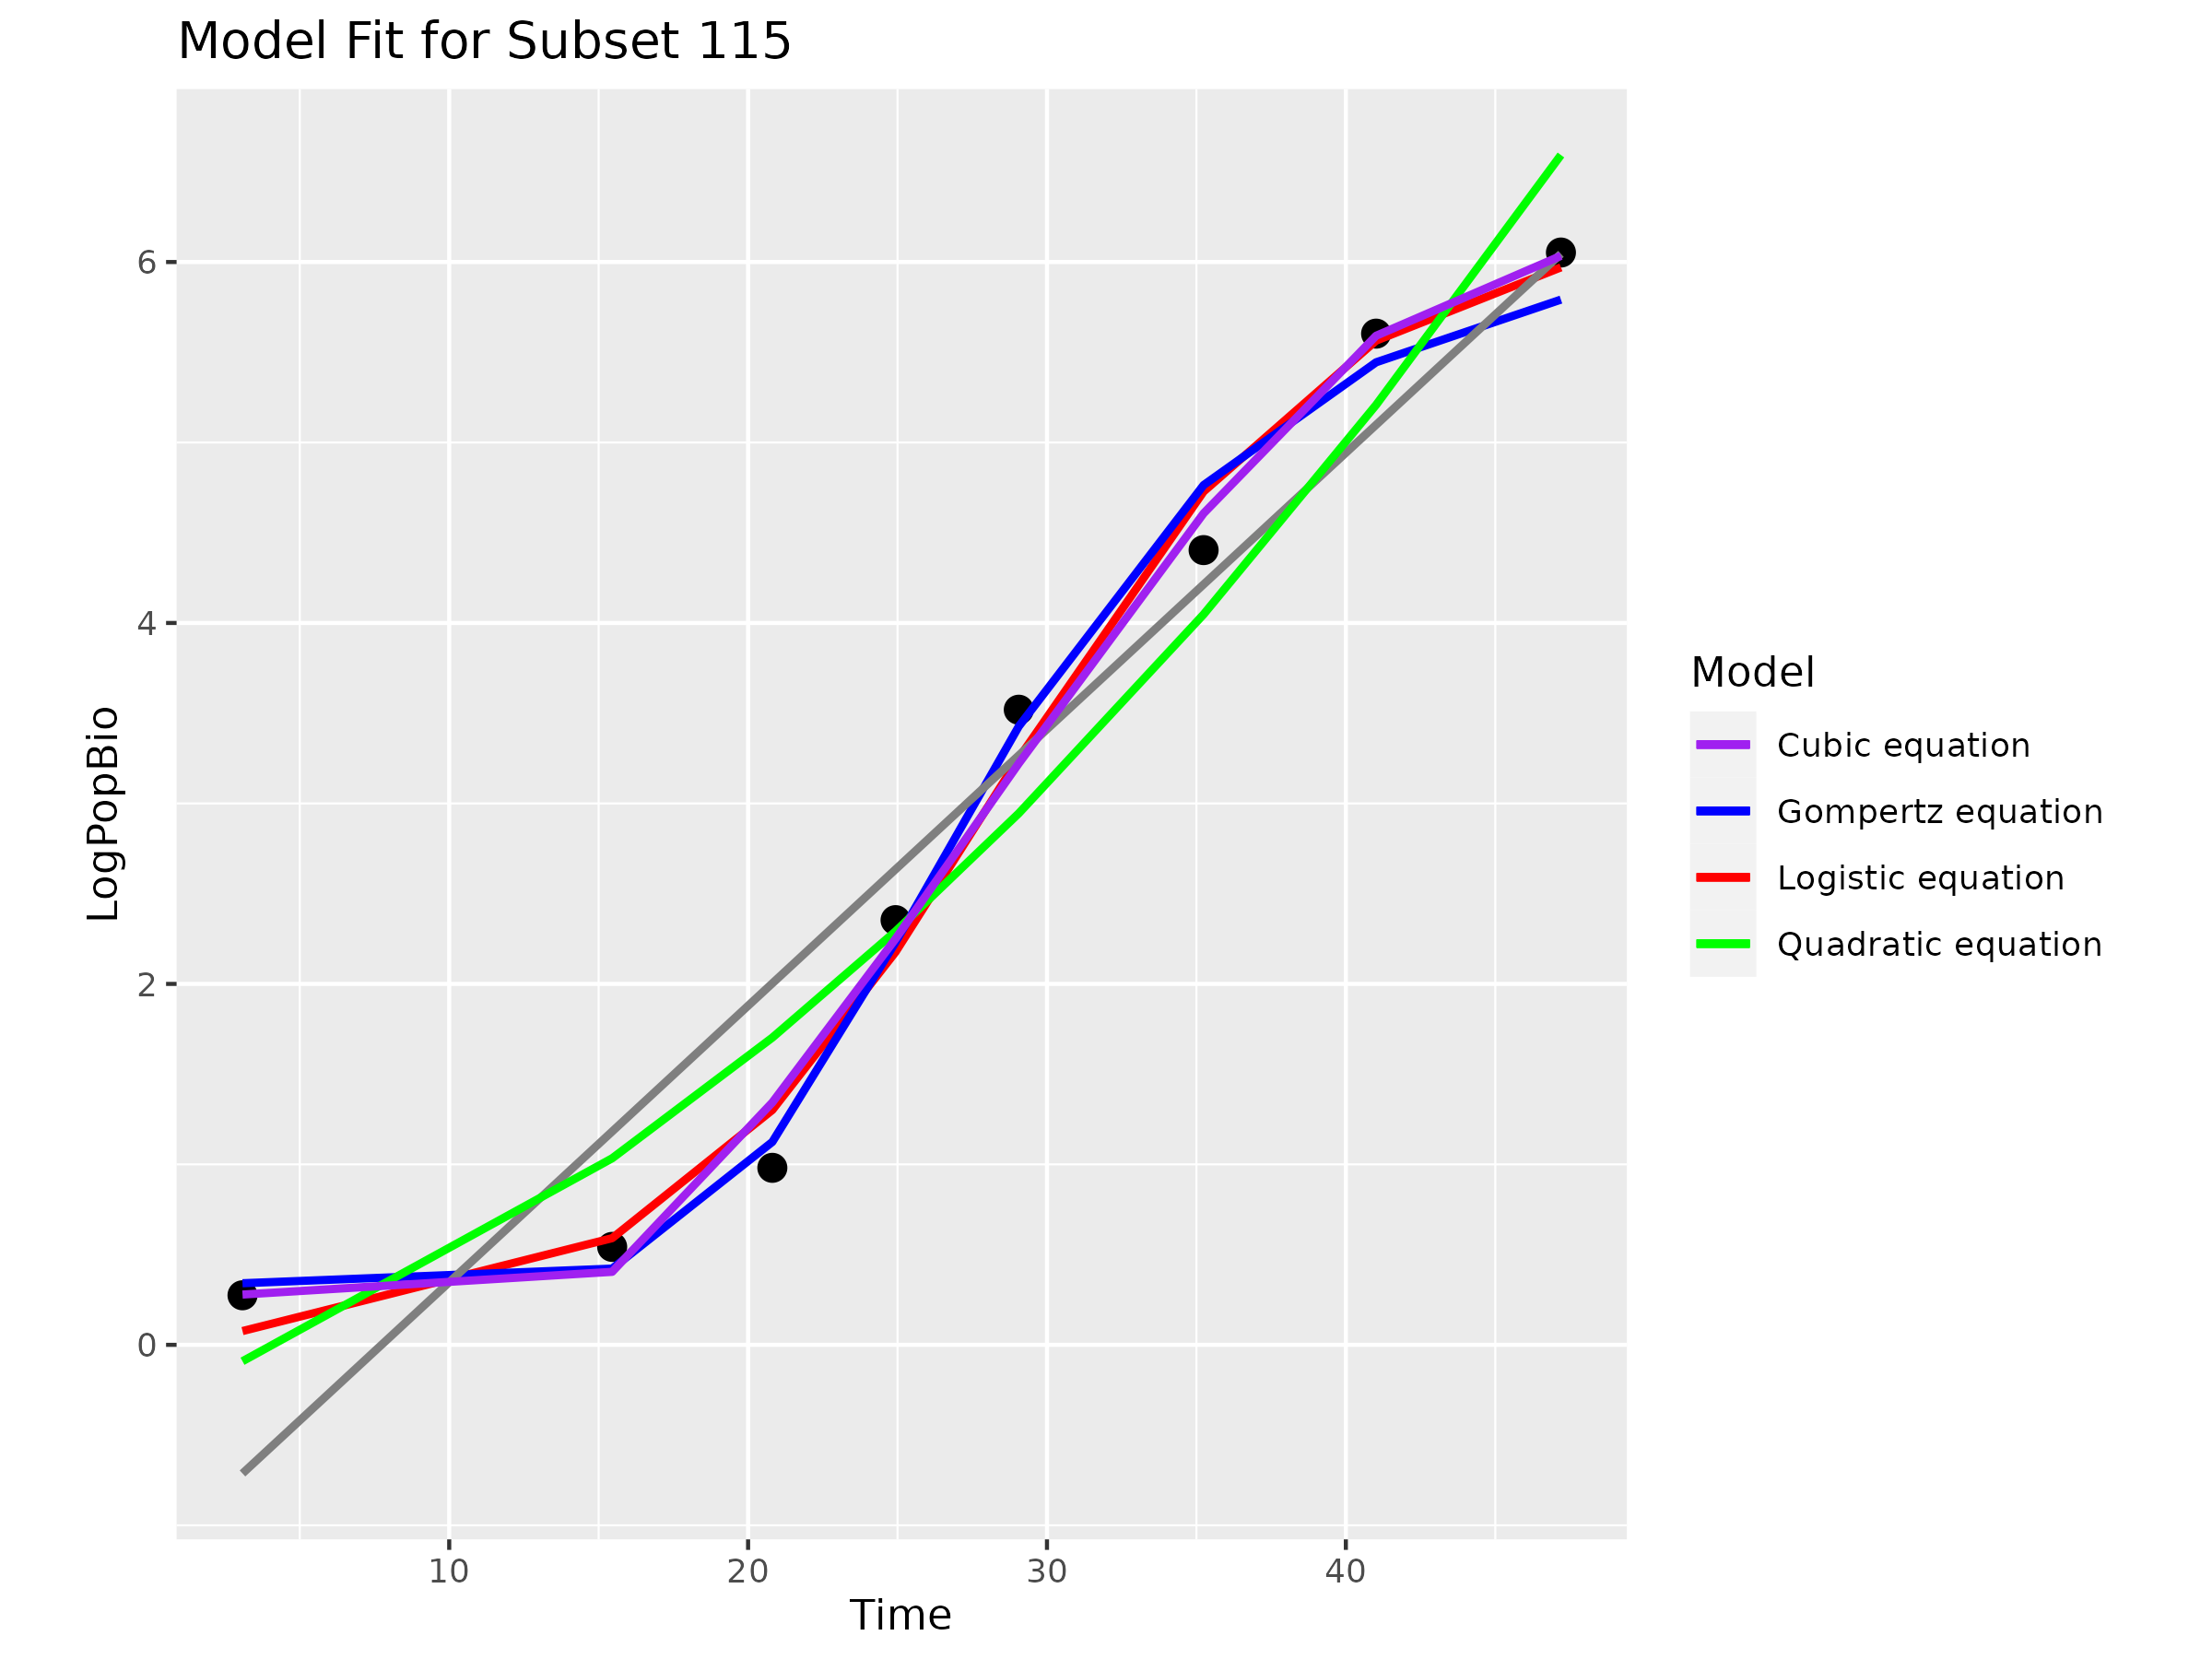 Model Fit for Subset 115
LogPopBio
6
4
2
0
10 20 30 40
Time
Model
Cubic equation
Gompertz equation
Logistic equation
Quadratic equation